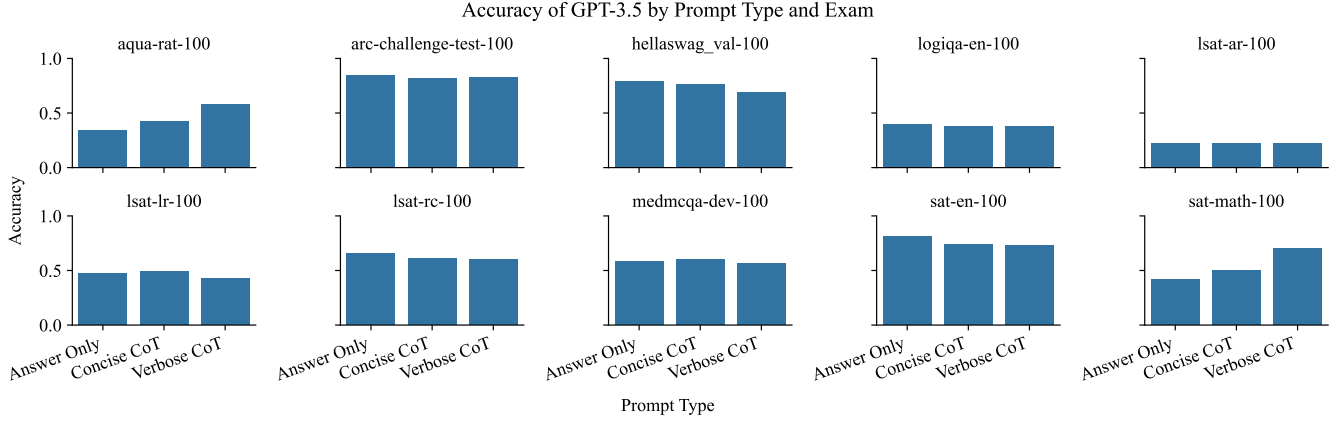 Accuracy of GPT-3.5 by Prompt Type and Exam
aqua-rat-100
arc-challenge-test-100
hellaswag_val-100
logiqa-en-100
lsat-ar-100
1.0
0.5
0.0
Accuracy
lsat-lr-100
lsat-rc-100
medmcqa-dev-100
sat-en-100
sat-math-100
1.0
0.5
0.0
Answer Only
Concise CoT
Verbose CoT
Answer Only
Concise CoT
Verbose CoT
Answer Only
Concise CoT
Verbose CoT
Answer Only
Concise CoT
Verbose CoT
Answer Only
Concise CoT
Verbose CoT
Prompt Type